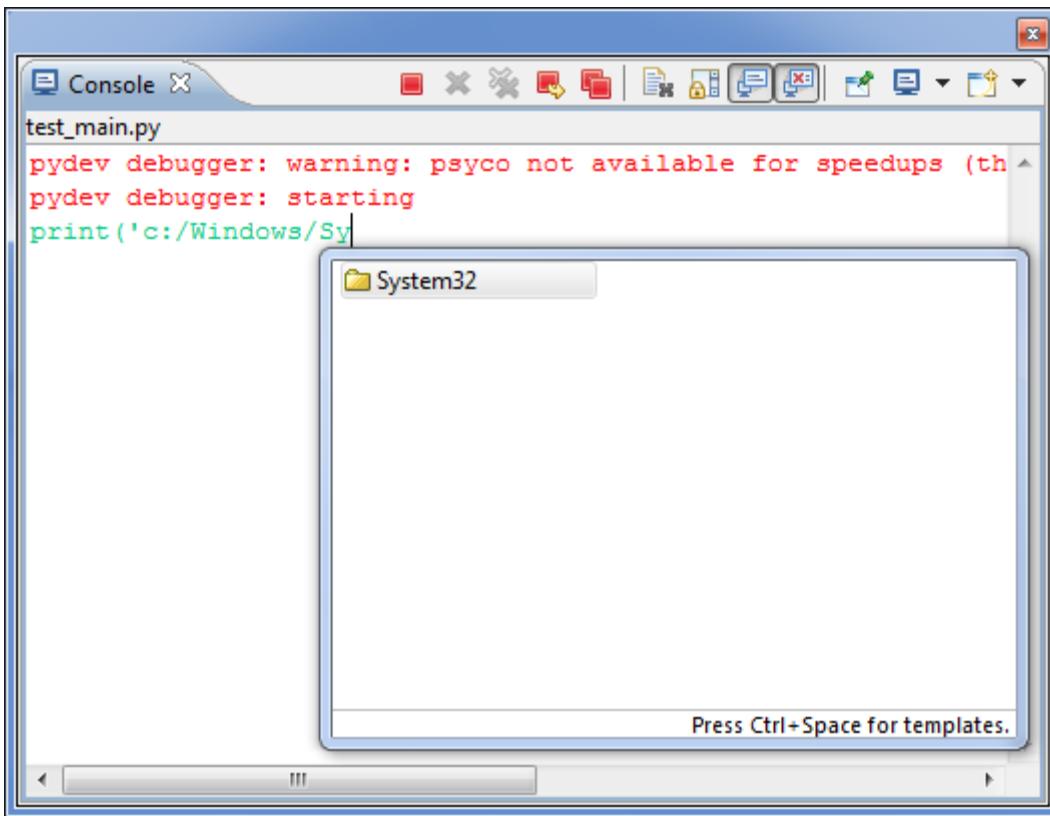 Console
test_main.py
pydev debugger: warning: psyco not available for speedups (th
pydev debugger: starting
print('c:/Windows/Sy
System32
Press Ctrl+Space for templates.